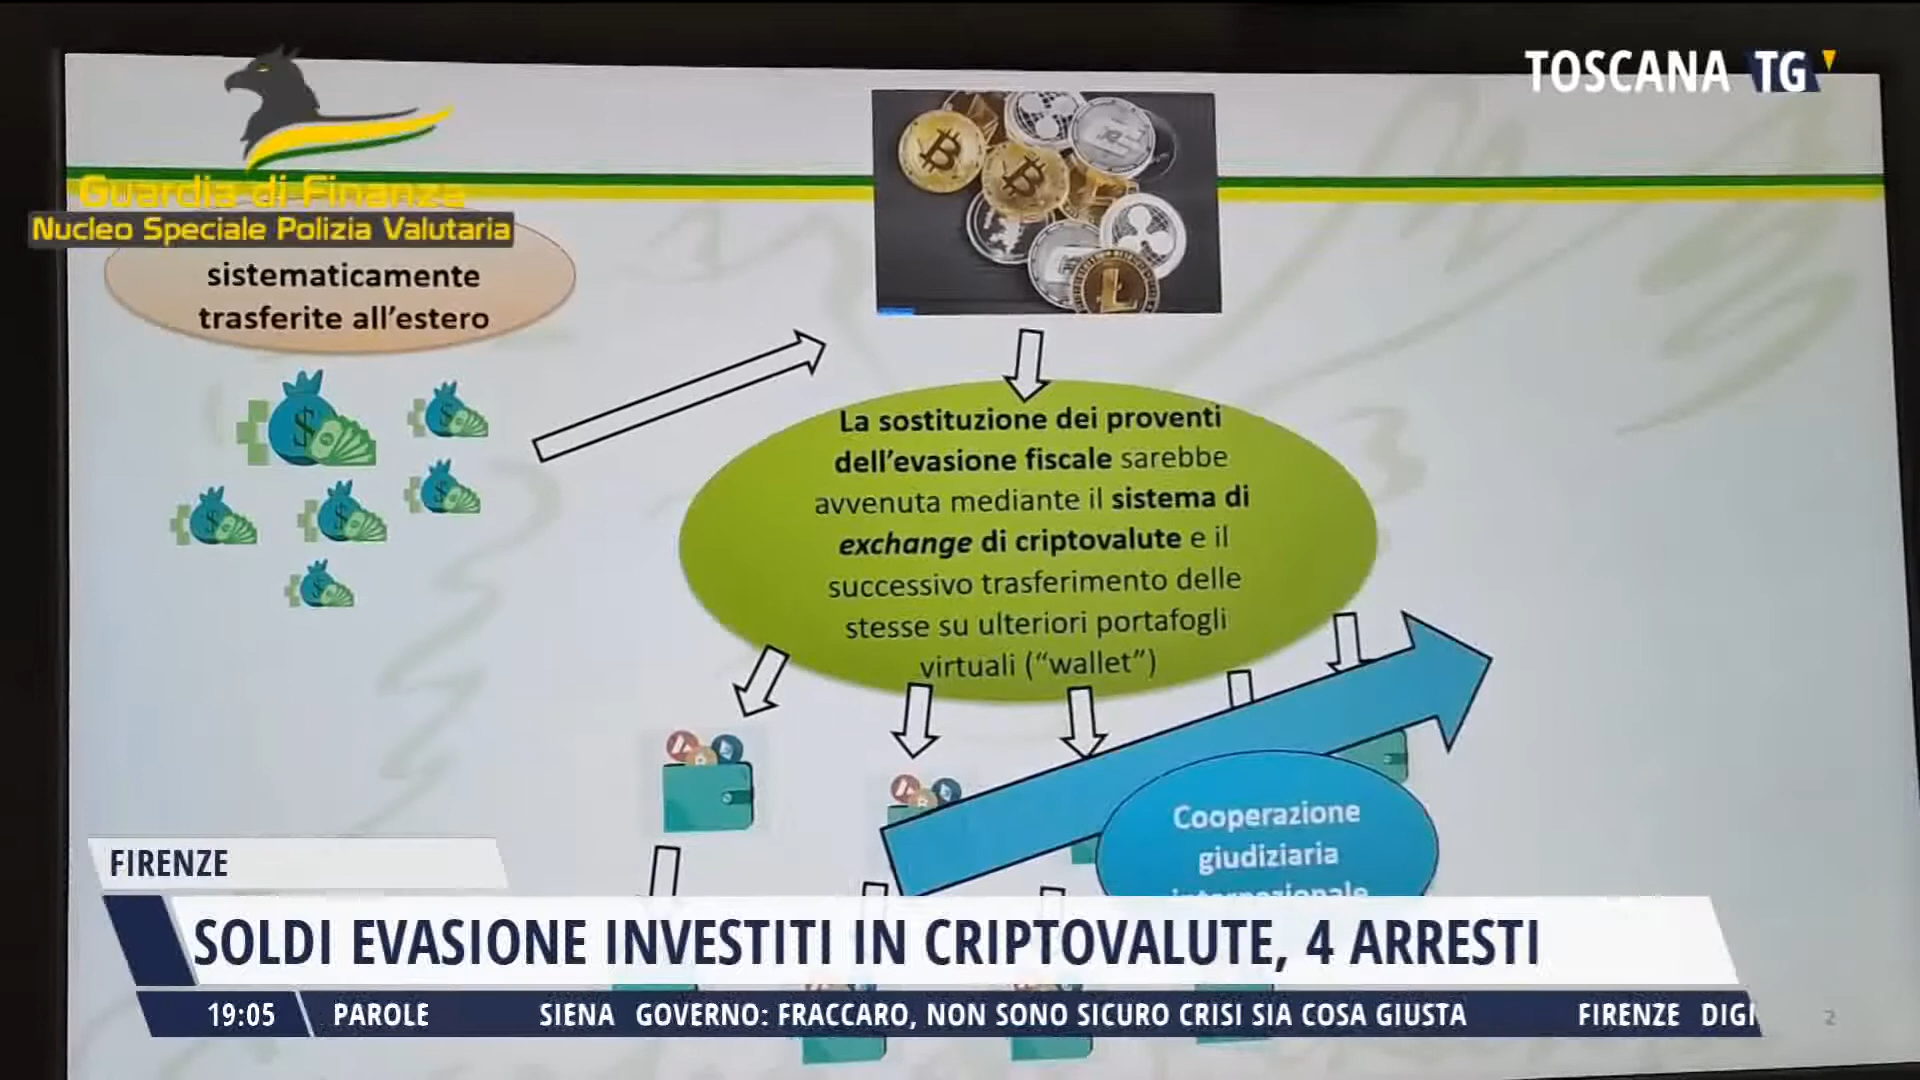 TOSCANA TG
Guardia di Finanza
Nucleo Speciale Polizia Valutaria
sistematicamente
trasferite all'estero
La sostituzione dei proventi
dell'evasione fiscale sarebbe
avvenuta mediante il sistema di
exchange di criptovalute e il
successivo trasferimento delle
stesse su ulteriori portafogli
virtuali (“wallet”)
Cooperazione
giudiziaria
internazionale
FIRENZE
SOLDI EVASIONE INVESTITI IN CRIPTOVALUTE, 4 ARRESTI
19:05 PAROLE SIENA GOVERNO: FRACCARO, NON SONO SICURO CRISI SIA COSA GIUSTA FIRENZE DIGI
2